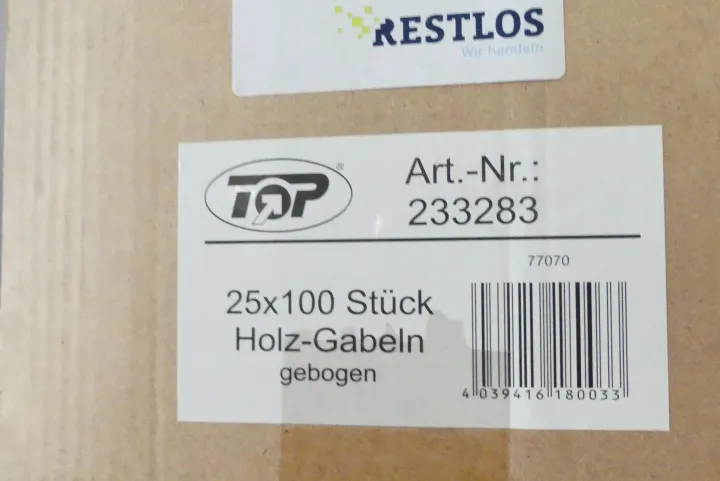 RESTLOS
Wir handeln
TOP®
Art.-Nr.:
233283
77070
25x100 Stück
Holz-Gabeln
gebogen
4 039416 180033